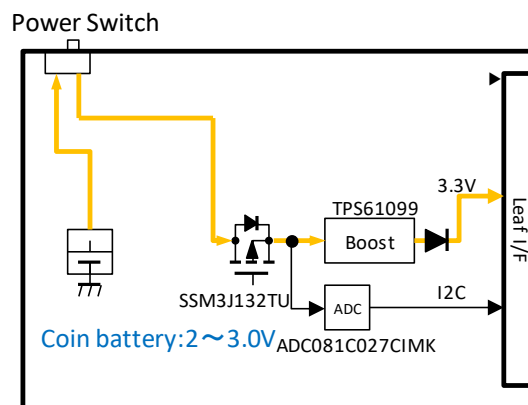 Power Switch
3.3V
TPS61099
Boost
Leaf I/F
SSM3J132TU
ADC
I2C
Coin battery:2～3.0V
ADC081C027CIMK